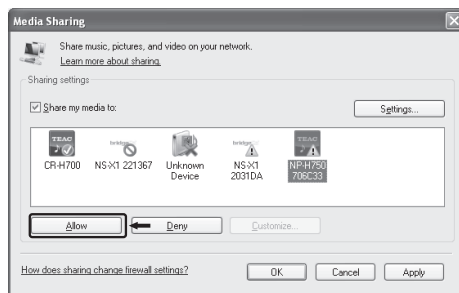 Media Sharing
Share music, pictures, and video on your network.
Learn more about sharing.
Sharing settings
Share my media to:
Settings...
TEAC
bridge
bridge
TEAC
CR-H700
NS-X1 221367
Unknown
Device
NS-X1
2031DA
NP-H750
706C33
Allow
Deny
Customize...
How does sharing change firewall settings?
OK
Cancel
Apply